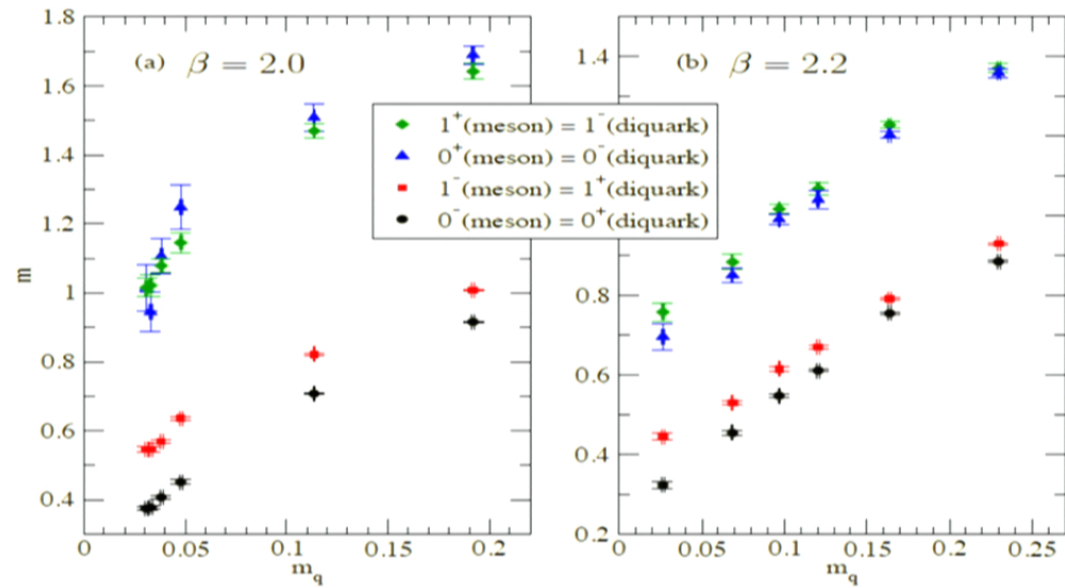 1.8
1.6
1.4
1.2
1
0.8
0.6
0.4
m
(a) β = 2.0
0
0.05
0.1
0.15
0.2
m_q
1⁺(meson) = 1⁻(diquark)
0⁺(meson) = 0⁻(diquark)
1⁻(meson) = 1⁺(diquark)
0⁻(meson) = 0⁺(diquark)
(b) β = 2.2
1.4
0.8
0.6
0.4
0.2
0
0.05
0.1
0.15
0.2
0.25
m_q